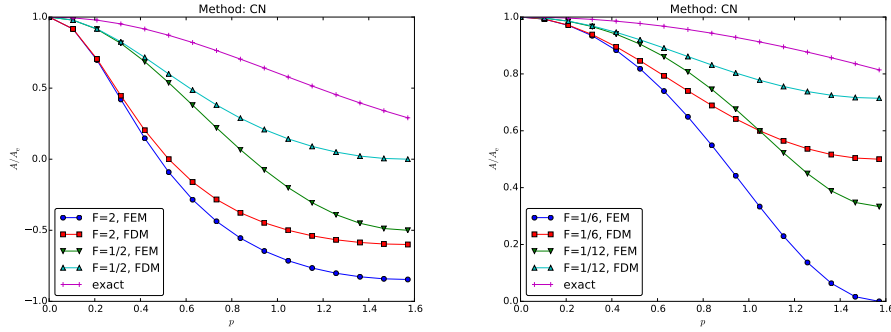 Method: CN
1.0
0.5
0.0
−0.5
−1.0
0.0 0.2 0.4 0.6 0.8 1.0 1.2 1.4 1.6
p
A/A_e
F=2, FEM
F=2, FDM
F=1/2, FEM
F=1/2, FDM
exact
Method: CN
1.0
0.8
0.6
0.4
0.2
0.0
0.0 0.2 0.4 0.6 0.8 1.0 1.2 1.4 1.6
p
A/A_e
F=1/6, FEM
F=1/6, FDM
F=1/12, FEM
F=1/12, FDM
exact